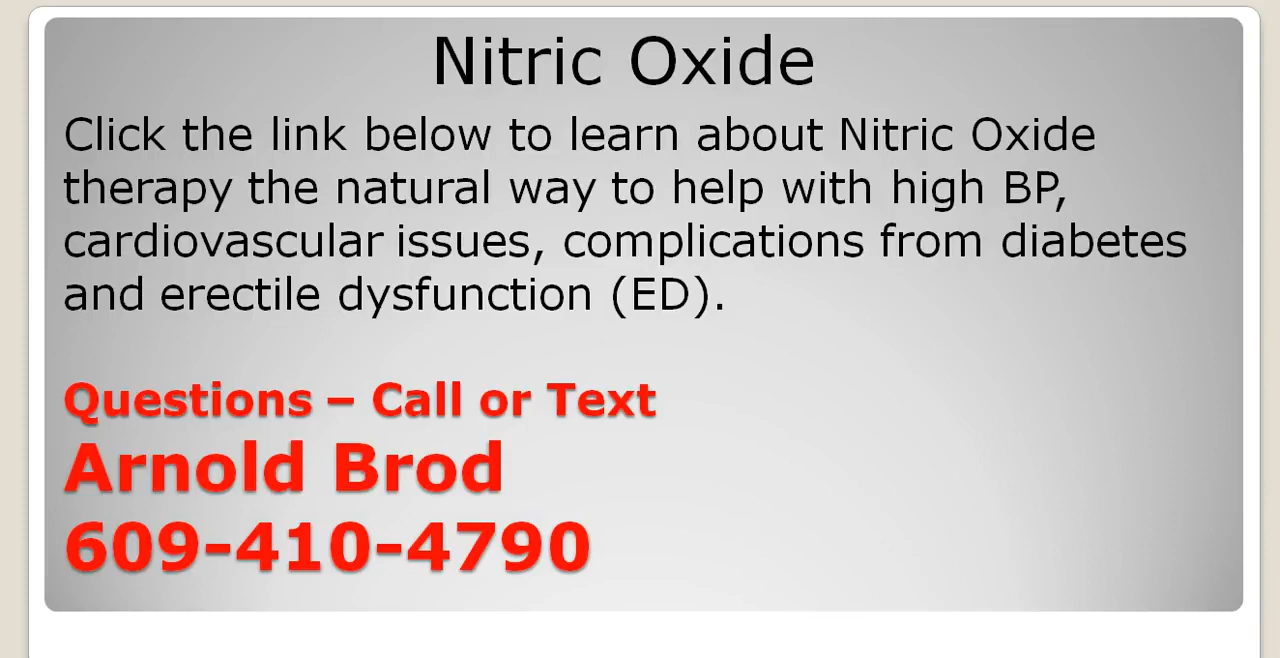 Nitric Oxide
Click the link below to learn about Nitric Oxide
therapy the natural way to help with high BP,
cardiovascular issues, complications from diabetes
and erectile dysfunction (ED).
Questions – Call or Text
Arnold Brod
609-410-4790